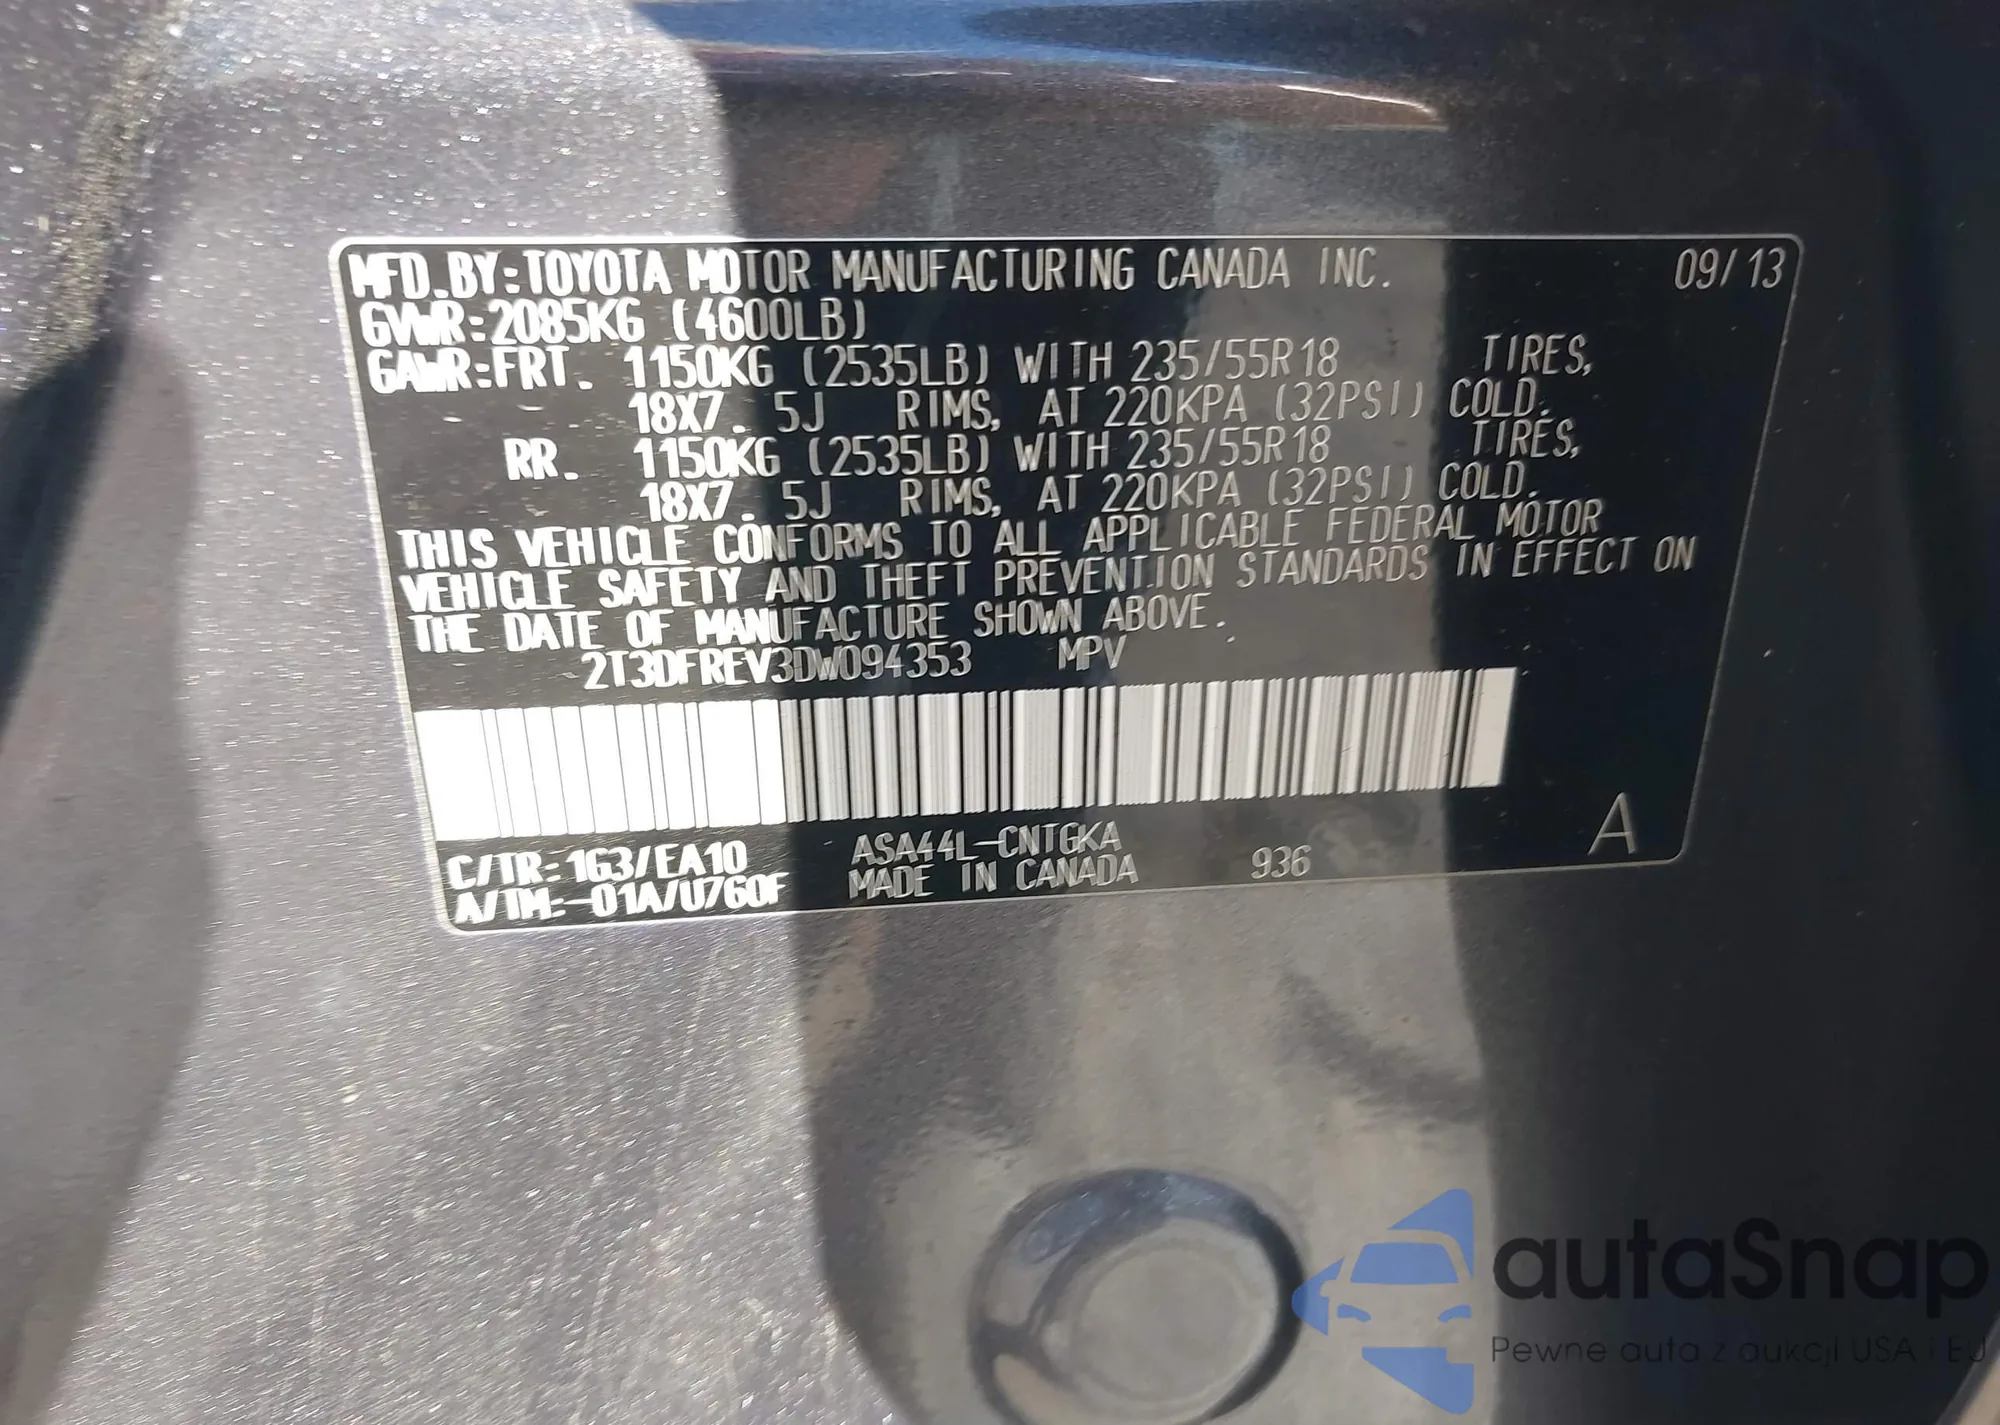 MFD. BY: TOYOTA MOTOR MANUFACTURING CANADA INC. 09/13
GVWR: 2085KG (4600LB)
GAWR: FRT. 1150KG (2535LB) WITH 235/55R18 TIRES,
18X7. 5J RIMS, AT 220KPA (32PSI) COLD.
RR. 1150KG (2535LB) WITH 235/55R18 TIRES,
18X7. 5J RIMS, AT 220KPA (32PSI) COLD.
THIS VEHICLE CONFORMS TO ALL APPLICABLE FEDERAL MOTOR
VEHICLE SAFETY AND THEFT PREVENTION STANDARDS IN EFFECT ON
THE DATE OF MANUFACTURE SHOWN ABOVE.
2T3DFREV3DW094353 MPV
C/TR: 1G3/EA10 ASA44L-CNTGKA
A/TM: -01A/U760F MADE IN CANADA 936 A
autaSnap
Pewne auta z aukcji USA i EU